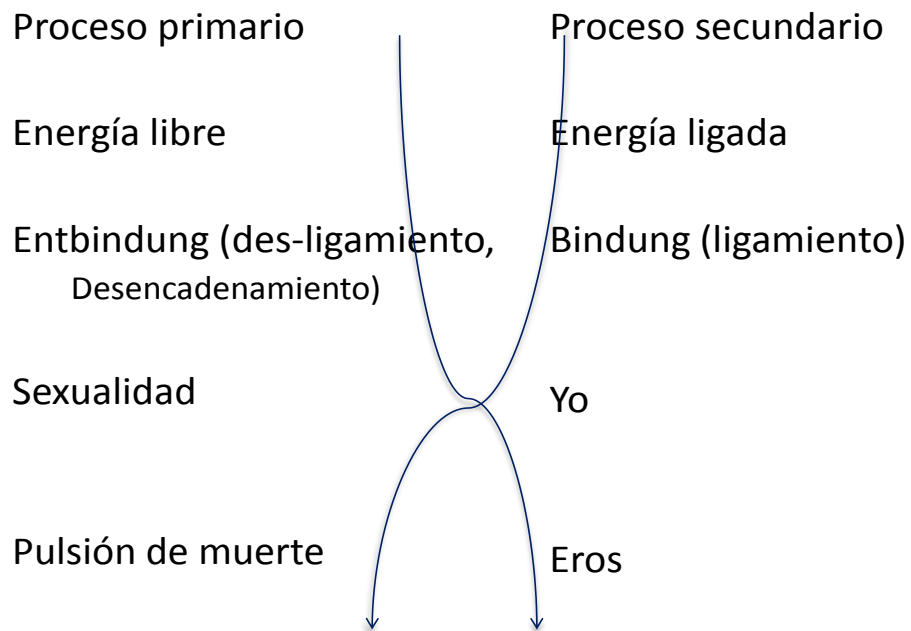 Proceso primario
Proceso secundario
Energía libre
Energía ligada
Entbindung (des-ligamiento,
Desencadenamiento)
Bindung (ligamiento)
Sexualidad
Yo
Pulsión de muerte
Eros